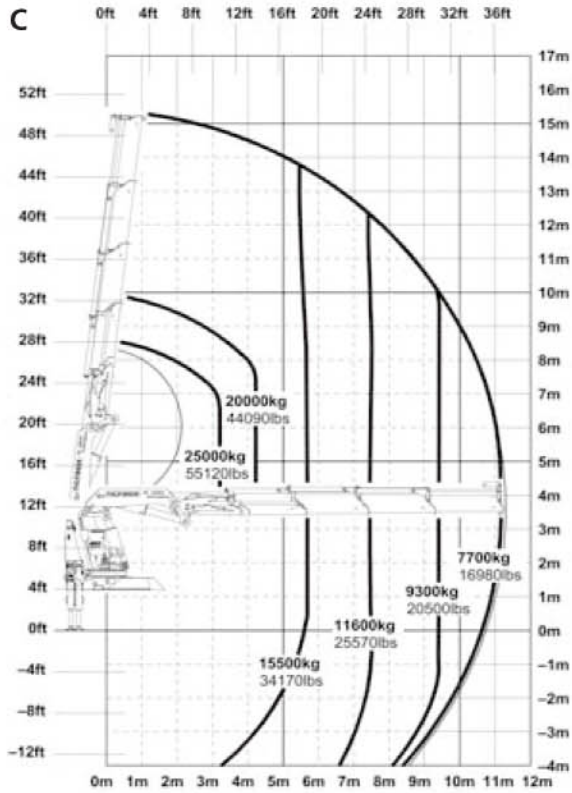 C
0ft 4ft 8ft 12ft 16ft 20ft 24ft 28ft 32ft 36ft
17m
52ft 16m
48ft 15m
44ft 14m
40ft 13m
12m
36ft 11m
32ft 10m
28ft 9m
24ft 8m
7m
20000kg
44090lbs
20ft 6m
25000kg
55120lbs
16ft 5m
12ft 4m
3m
8ft 2m
7700kg
16980lbs
4ft 1m
9300kg
20500lbs
0ft 0m
11600kg
25570lbs
15500kg
34170lbs
−4ft −1m
−8ft −2m
−3m
−12ft −4m
0m 1m 2m 3m 4m 5m 6m 7m 8m 9m 10m 11m 12m